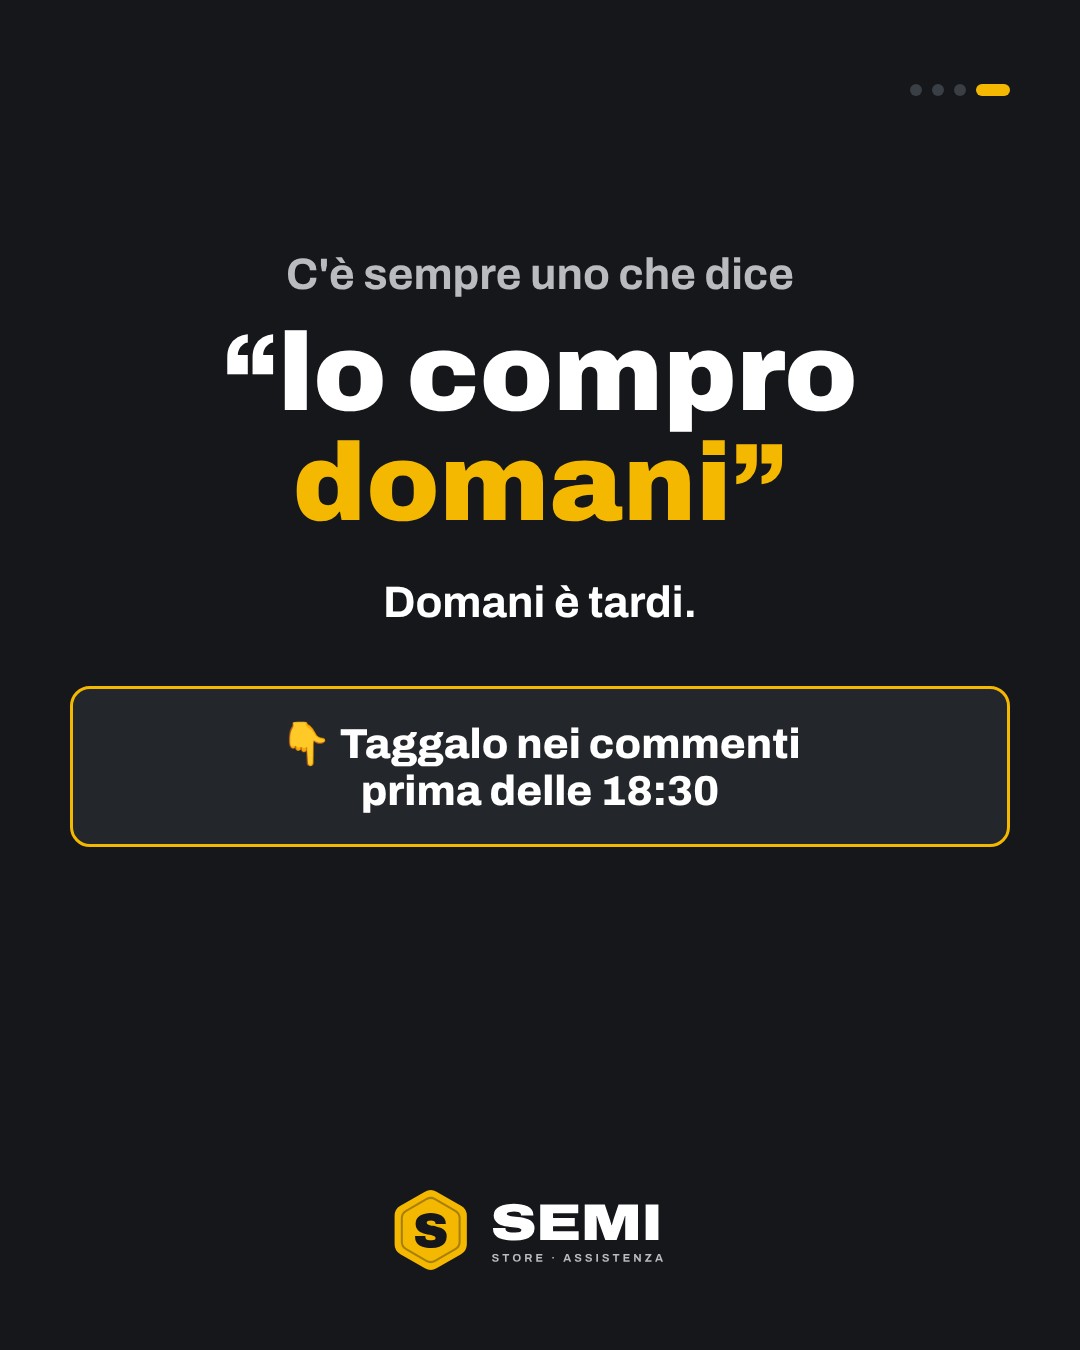 C'è sempre uno che dice
“lo compro
domani”
Domani è tardi.
👇 Taggalo nei commenti
prima delle 18:30
S
SEMI
STORE · ASSISTENZA